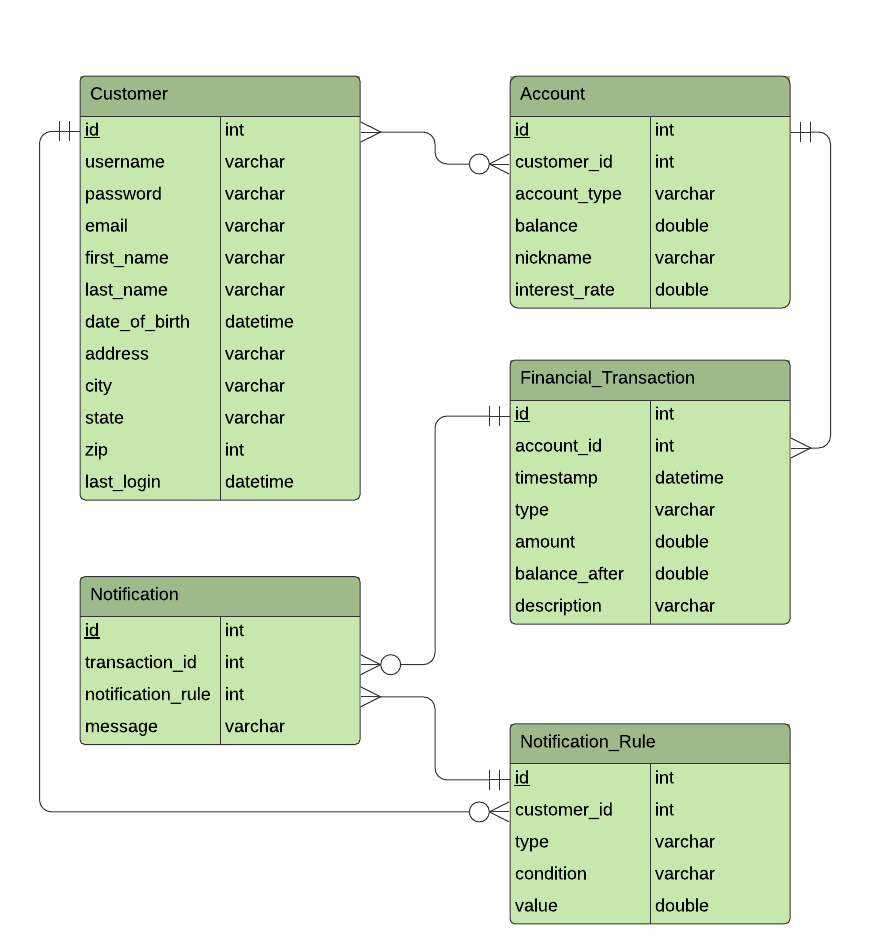 Customer
id int
username varchar
password varchar
email varchar
first_name varchar
last_name varchar
date_of_birth datetime
address varchar
city varchar
state varchar
zip int
last_login datetime
Account
id int
customer_id int
account_type varchar
balance double
nickname varchar
interest_rate double
Financial_Transaction
id int
account_id int
timestamp datetime
type varchar
amount double
balance_after double
description varchar
Notification
id int
transaction_id int
notification_rule int
message varchar
Notification_Rule
id int
customer_id int
type varchar
condition varchar
value double